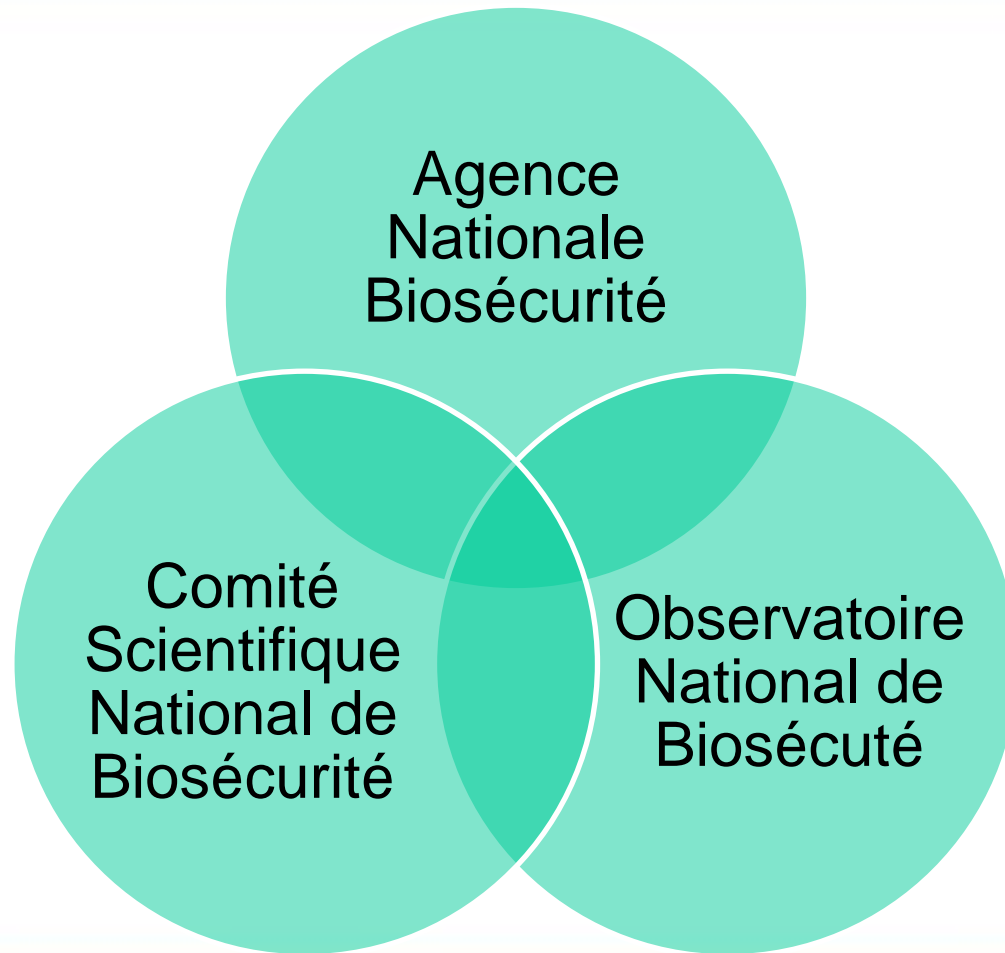 Agence
Nationale
Biosécurité
Comité
Scientifique
National de
Biosécurité
Observatoire
National de
Biosécuté